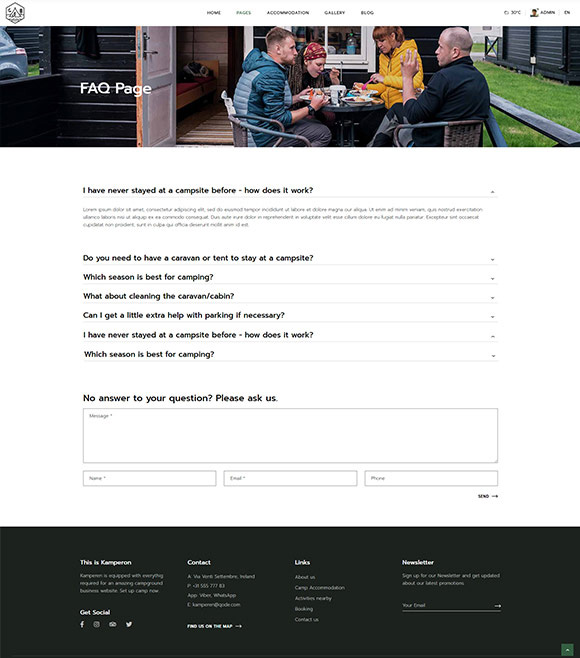 HOME PAGES ACCOMMODATION GALLERY BLOG 30°C ADMIN EN
FAQ Page
I have never stayed at a campsite before - how does it work?
Lorem ipsum dolor sit amet, consectetur adipiscing elit, sed do eiusmod tempor incididunt ut labore et dolore magna our aliqua. Ut enim ad minim veniam, quis nostrud exercitation
ullamco laboris nisi ut aliquip ex ea commodo consequat. Duis aute irure dolor in reprehenderit in voluptate velit esse cillum dolore eu fugiat nulla pariatur. Excepteur sint occaecat
cupidatat non proident, sunt in culpa qui officia deserunt mollit anim id est.
Do you need to have a caravan or tent to stay at a campsite?
Which season is best for camping?
What about cleaning the caravan/cabin?
Can I get a little extra help with parking if necessary?
I have never stayed at a campsite before - how does it work?
Which season is best for camping?
No answer to your question? Please ask us.
Message *
Name * Email * Phone
SEND
This is Kamperen
Kamperen is equipped with everythig
required for an amazing campground
business website. Set up camp now.
Get Social
Contact
A: Via Venti Settembre, Ireland
P: +31 555 777 83
App: Viber, WhatsApp
E: kamperen@qode.com
FIND US ON THE MAP
Links
About us
Camp Accommodation
Activities nearby
Booking
Contact us
Newsletter
Sign up for our Newsletter and get updated
about our latest promotions
Your Email